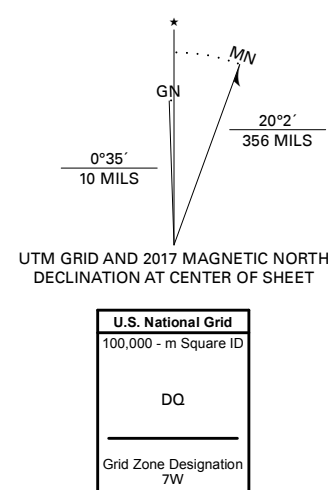 ★
MN
GN
20°2´
356 MILS
0°35´
10 MILS
UTM GRID AND 2017 MAGNETIC NORTH
DECLINATION AT CENTER OF SHEET
U.S. National Grid
100,000 - m Square ID
DQ
Grid Zone Designation
7W